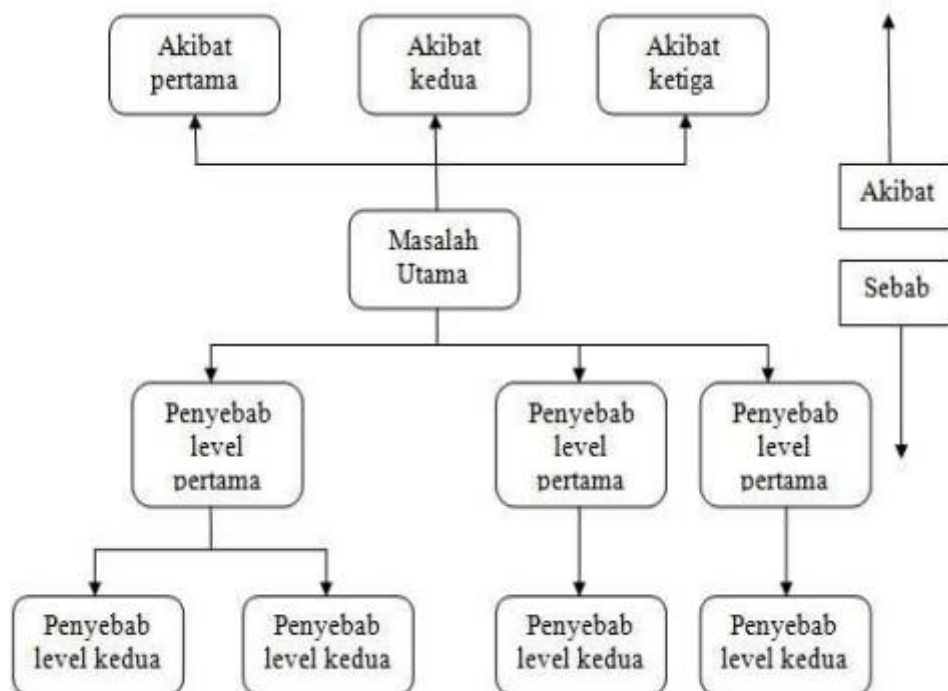 Akibat
pertama
Akibat
kedua
Akibat
ketiga
Akibat
Masalah
Utama
Sebab
Penyebab
level
pertama
Penyebab
level
pertama
Penyebab
level
pertama
Penyebab
level kedua
Penyebab
level kedua
Penyebab
level kedua
Penyebab
level kedua